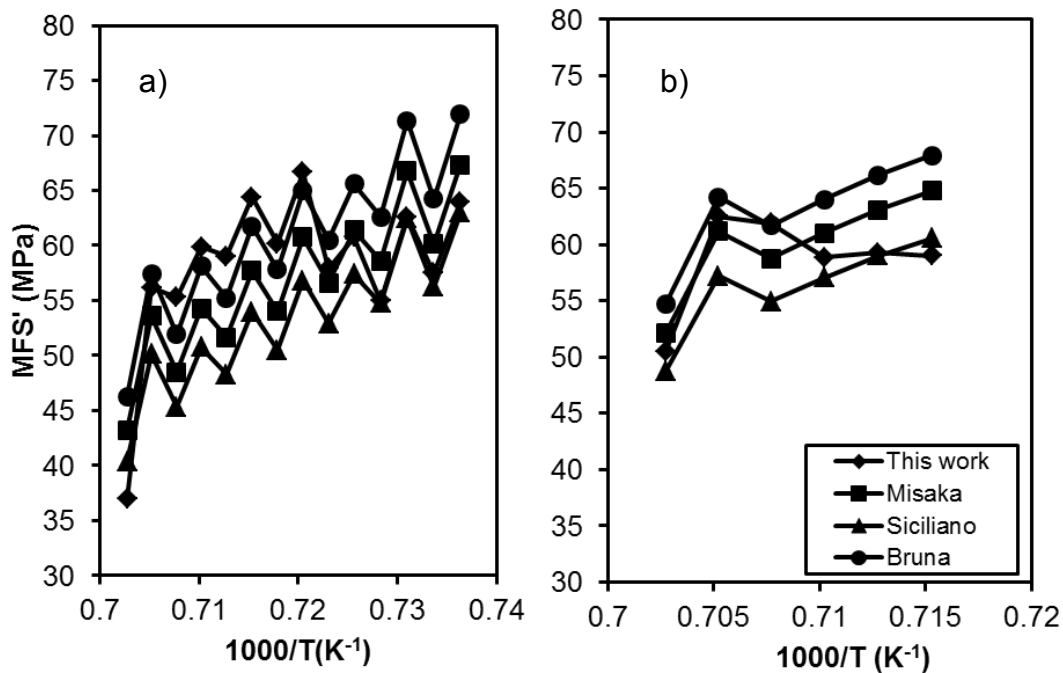 a)
MFS' (MPa)
80
75
70
65
60
55
50
45
40
35
30
0.7 0.71 0.72 0.73 0.74
1000/T(K⁻¹)
b)
80
75
70
65
60
55
50
45
40
35
30
This work
Misaka
Siciliano
Bruna
0.7 0.705 0.71 0.715 0.72
1000/T (K⁻¹)